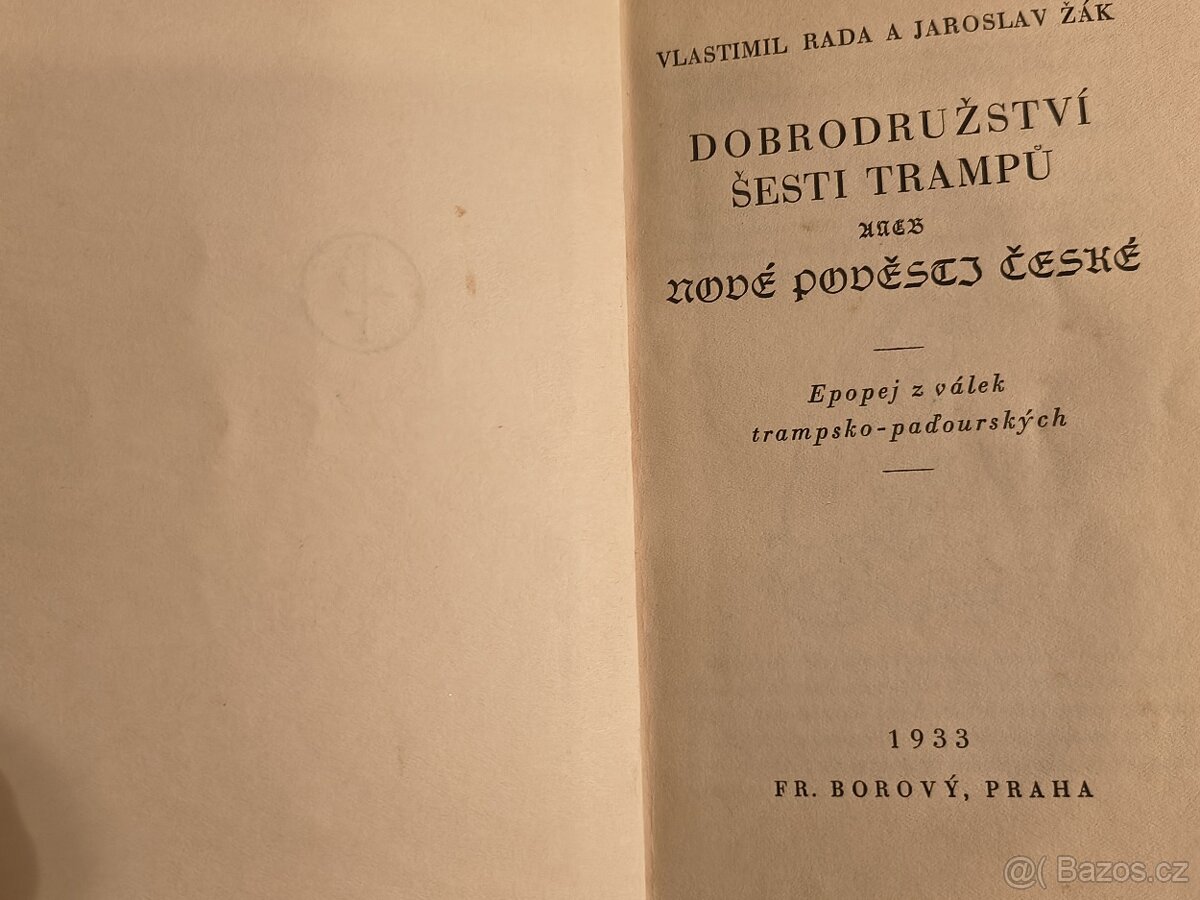 VLASTIMIL RADA A JAROSLAV ŽÁK
DOBRODRUŽSTVÍ
ŠESTI TRAMPŮ
ANEB
NOVÉ POVĚSTJ ČESKÉ
Epopej z válek
trampsko-paďourských
1933
FR. BOROVÝ, PRAHA
@( Bazos.cz